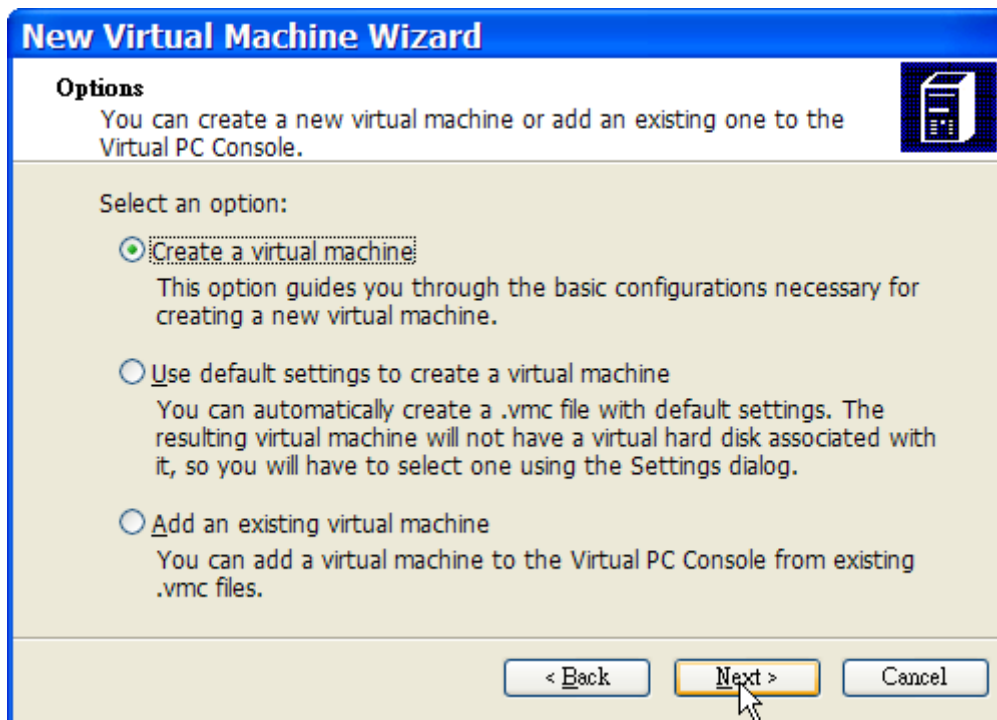 New Virtual Machine Wizard
Options
You can create a new virtual machine or add an existing one to the
Virtual PC Console.
Select an option:
Create a virtual machine
This option guides you through the basic configurations necessary for
creating a new virtual machine.
Use default settings to create a virtual machine
You can automatically create a .vmc file with default settings. The
resulting virtual machine will not have a virtual hard disk associated with
it, so you will have to select one using the Settings dialog.
Add an existing virtual machine
You can add a virtual machine to the Virtual PC Console from existing
.vmc files.
< Back Next > Cancel